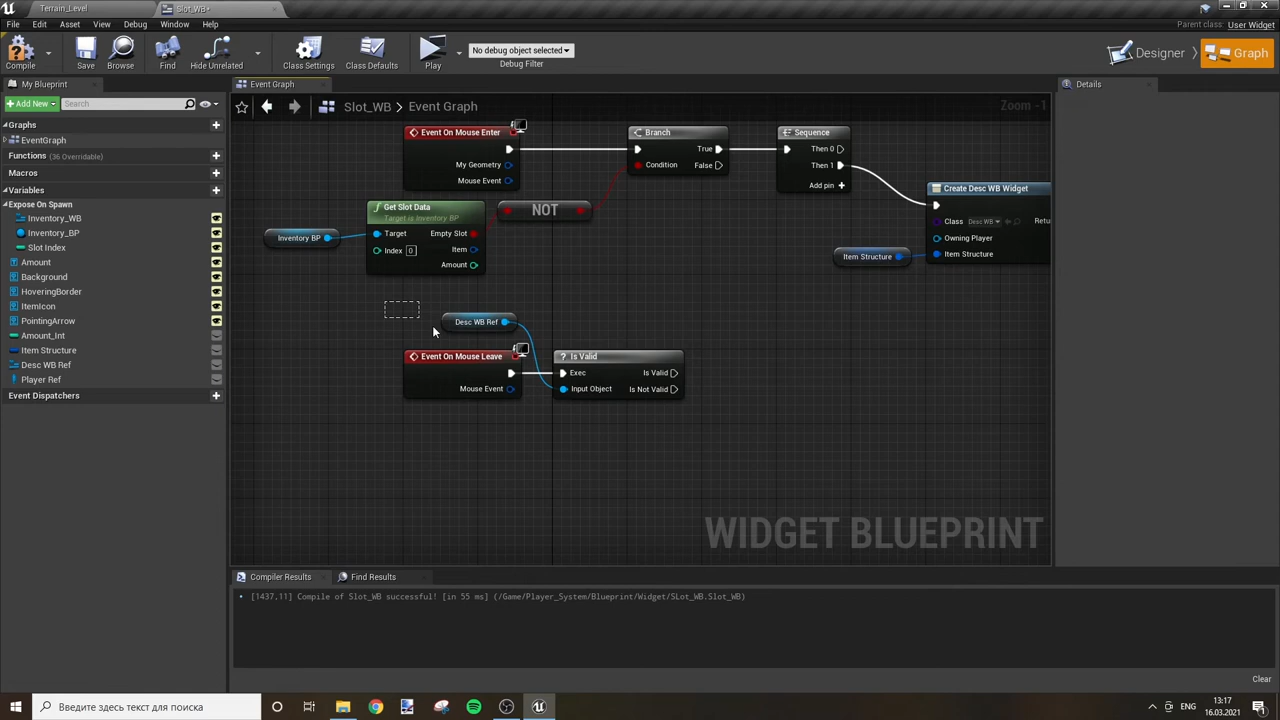 Terrain_Level
Slot_WB*
File Edit Asset View Debug Window Help
Parent class: User Widget
Compile
Save
Browse
Find
Hide Unrelated
Class Settings
Class Defaults
Play
No debug object selected
Debug Filter
Designer
Graph
My Blueprint
Event Graph
Details
Add New
Search
Slot_WB > Event Graph
Zoom -1
Graphs
EventGraph
Functions (36 Overridable)
Macros
Variables
Expose On Spawn
Inventory_WB
Inventory_BP
Slot Index
Amount
Background
HoveringBorder
ItemIcon
PointingArrow
Amount_Int
Item Structure
Desc WB Ref
Player Ref
Event Dispatchers
Event On Mouse Enter
My Geometry
Mouse Event
Branch
True
Condition
False
Sequence
Then 0
Then 1
Add pin +
Create Desc WB Widget
Class Desc WB
Owning Player
Item Structure
Item Structure
Get Slot Data
Target is Inventory BP
Target
Empty Slot
Index 0
Item
Amount
Inventory BP
NOT
Desc WB Ref
Event On Mouse Leave
Mouse Event
? Is Valid
Exec
Is Valid
Input Object
Is Not Valid
WIDGET BLUEPRINT
Compiler Results
Find Results
[1437.11] Compile of Slot_WB successful! [in 55 ms] (/Game/Player_System/Blueprint/Widget/SLot_WB.Slot_WB)
Clear
Введите здесь текст для поиска
ENG
13:17
16.03.2021